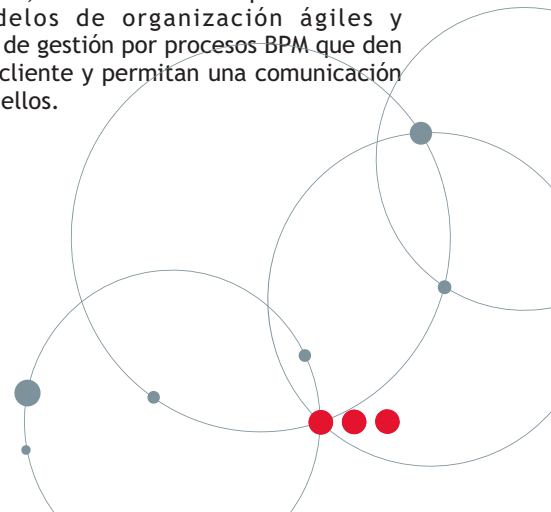 delos de organización ágiles y
de gestión por procesos BPM que den
cliente y permitan una comunicación
ellos.